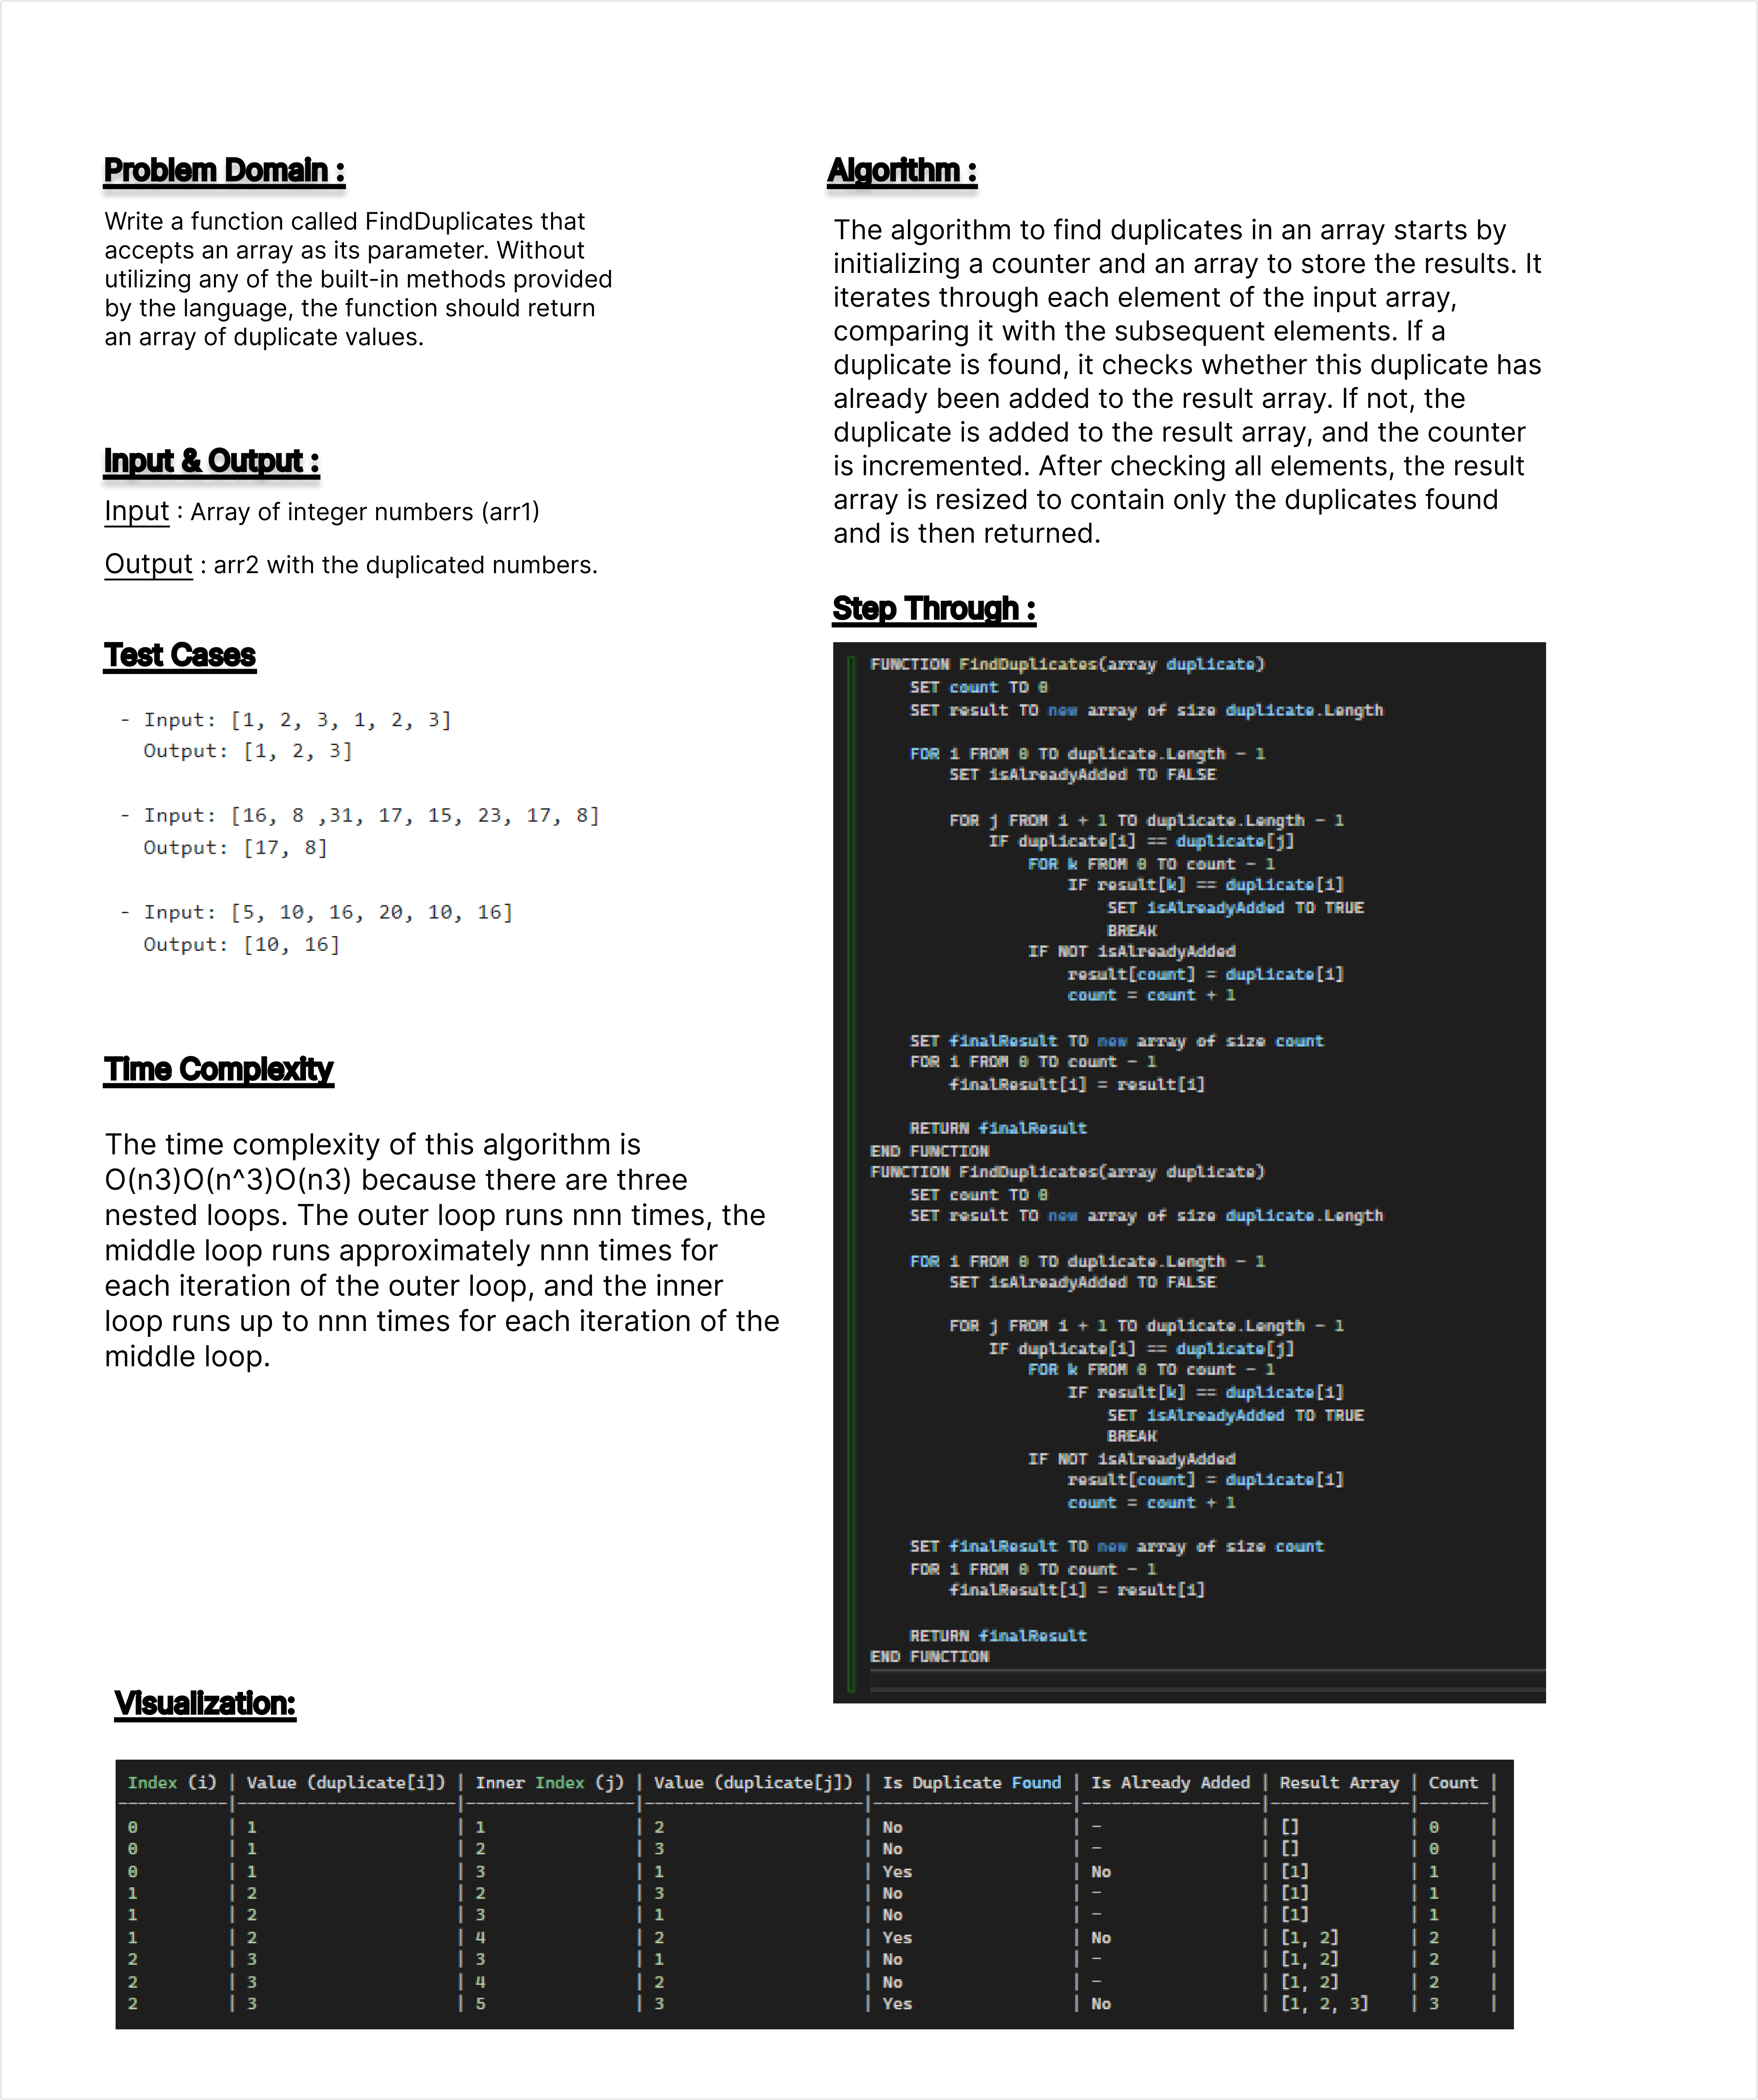 Problem Domain :
Write a function called FindDuplicates that
accepts an array as its parameter. Without
utilizing any of the built-in methods provided
by the language, the function should return
an array of duplicate values.
Input & Output :
Input : Array of integer numbers (arr1)
Output : arr2 with the duplicated numbers.
Test Cases
- Input: [1, 2, 3, 1, 2, 3]
Output: [1, 2, 3]
- Input: [16, 8 ,31, 17, 15, 23, 17, 8]
Output: [17, 8]
- Input: [5, 10, 16, 20, 10, 16]
Output: [10, 16]
Time Complexity
The time complexity of this algorithm is
O(n3)O(n^3)O(n3) because there are three
nested loops. The outer loop runs nnn times, the
middle loop runs approximately nnn times for
each iteration of the outer loop, and the inner
loop runs up to nnn times for each iteration of the
middle loop.
Algorithm :
The algorithm to find duplicates in an array starts by
initializing a counter and an array to store the results. It
iterates through each element of the input array,
comparing it with the subsequent elements. If a
duplicate is found, it checks whether this duplicate has
already been added to the result array. If not, the
duplicate is added to the result array, and the counter
is incremented. After checking all elements, the result
array is resized to contain only the duplicates found
and is then returned.
Step Through :
FUNCTION FindDuplicates(array duplicate)
SET count TO 0
SET result TO new array of size duplicate.Length
FOR i FROM 0 TO duplicate.Length - 1
SET isAlreadyAdded TO FALSE
FOR j FROM i + 1 TO duplicate.Length - 1
IF duplicate[i] == duplicate[j]
FOR k FROM 0 TO count - 1
IF result[k] == duplicate[i]
SET isAlreadyAdded TO TRUE
BREAK
IF NOT isAlreadyAdded
result[count] = duplicate[i]
count = count + 1
SET finalResult TO new array of size count
FOR i FROM 0 TO count - 1
finalResult[i] = result[i]
RETURN finalResult
END FUNCTION
FUNCTION FindDuplicates(array duplicate)
SET count TO 0
SET result TO new array of size duplicate.Length
FOR i FROM 0 TO duplicate.Length - 1
SET isAlreadyAdded TO FALSE
FOR j FROM i + 1 TO duplicate.Length - 1
IF duplicate[i] == duplicate[j]
FOR k FROM 0 TO count - 1
IF result[k] == duplicate[i]
SET isAlreadyAdded TO TRUE
BREAK
IF NOT isAlreadyAdded
result[count] = duplicate[i]
count = count + 1
SET finalResult TO new array of size count
FOR i FROM 0 TO count - 1
finalResult[i] = result[i]
RETURN finalResult
END FUNCTION
Visualization:
Index (i) | Value (duplicate[i]) | Inner Index (j) | Value (duplicate[j]) | Is Duplicate Found | Is Already Added | Result Array | Count |
0 | 1 | 1 | 2 | No | - | [] | 0 |
0 | 1 | 2 | 3 | No | - | [] | 0 |
0 | 1 | 3 | 1 | Yes | No | [1] | 1 |
1 | 2 | 2 | 3 | No | - | [1] | 1 |
1 | 2 | 3 | 1 | No | - | [1] | 1 |
1 | 2 | 4 | 2 | Yes | No | [1, 2] | 2 |
2 | 3 | 3 | 1 | No | - | [1, 2] | 2 |
2 | 3 | 4 | 2 | No | - | [1, 2] | 2 |
2 | 3 | 5 | 3 | Yes | No | [1, 2, 3] | 3 |